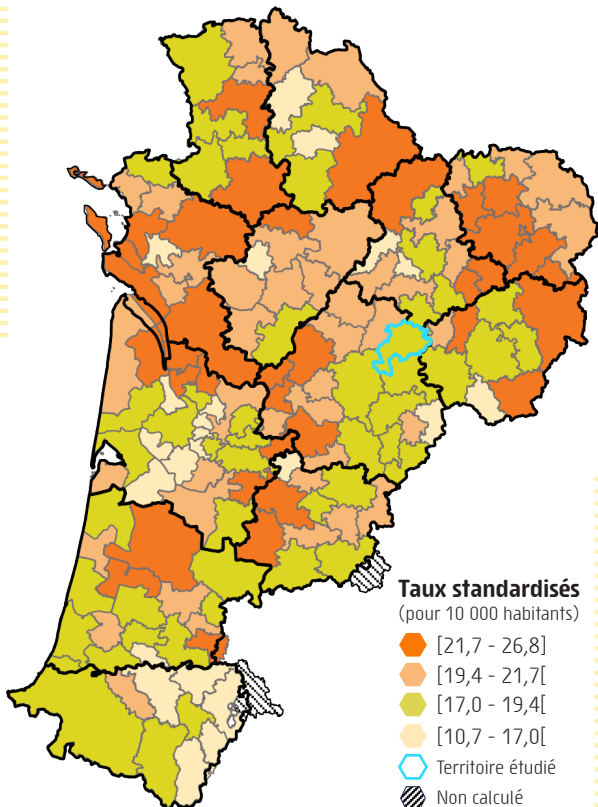 Taux standardisés
(pour 10 000 habitants)
[21,7 - 26,8]
[19,4 - 21,7[
[17,0 - 19,4[
[10,7 - 17,0[
Territoire étudié
Non calculé